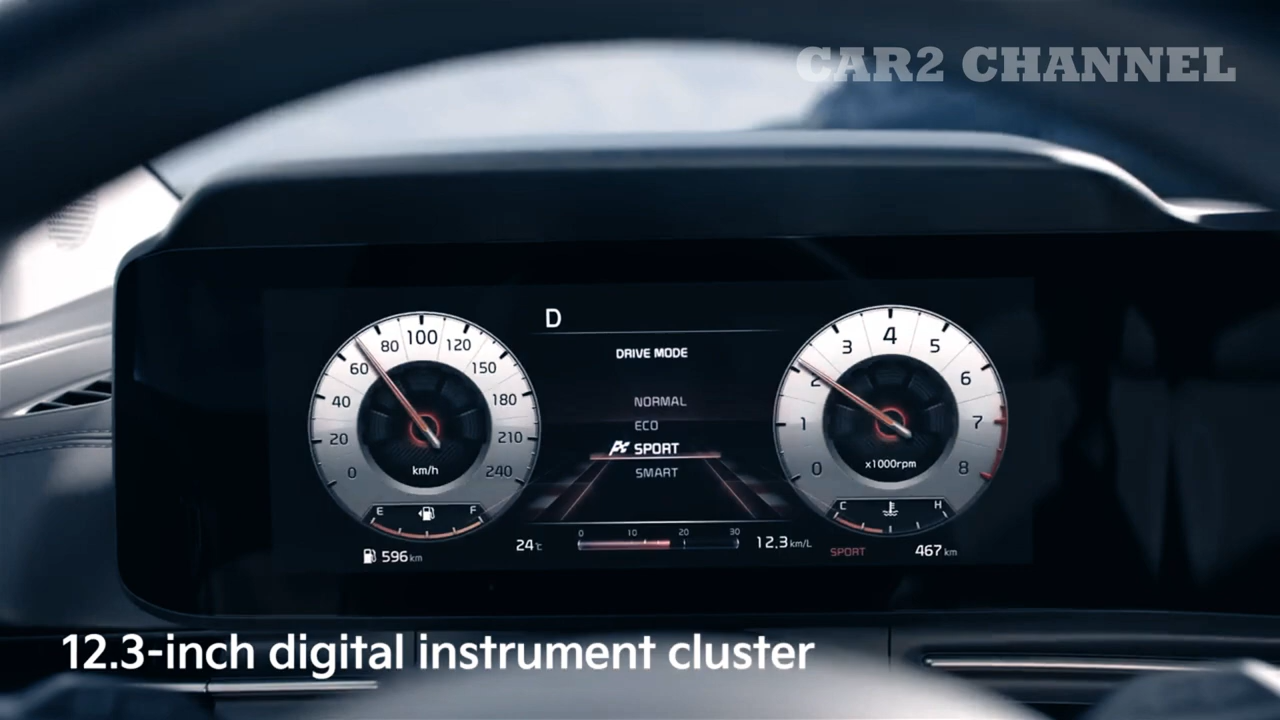 CAR2 CHANNEL
D
DRIVE MODE
NORMAL
ECO
SPORT
SMART
0 20 40 60 80 100 120 150 180 210 240
km/h
E F
596 km
24°c
0 10 20 30
12.3 km/L
0 1 2 3 4 5 6 7 8
x1000rpm
C H
SPORT
467 km
12.3-inch digital instrument cluster